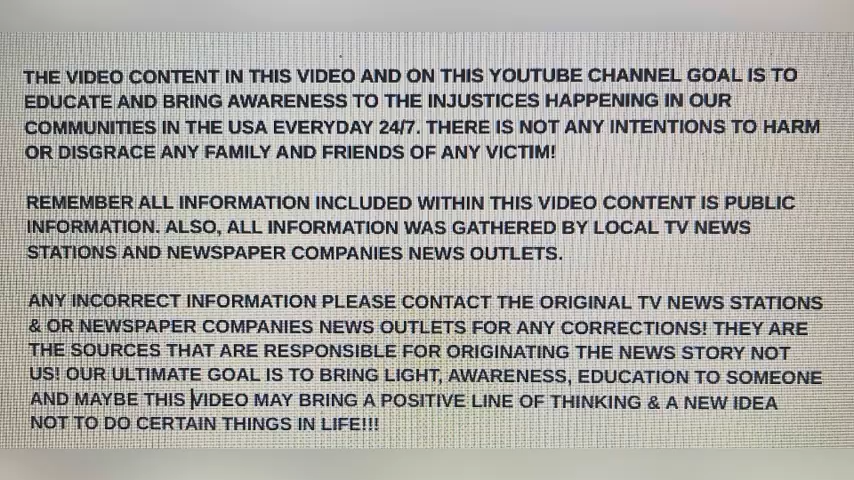 THE VIDEO CONTENT IN THIS VIDEO AND ON THIS YOUTUBE CHANNEL GOAL IS TO
EDUCATE AND BRING AWARENESS TO THE INJUSTICES HAPPENING IN OUR
COMMUNITIES IN THE USA EVERYDAY 24/7. THERE IS NOT ANY INTENTIONS TO HARM
OR DISGRACE ANY FAMILY AND FRIENDS OF ANY VICTIM!
REMEMBER ALL INFORMATION INCLUDED WITHIN THIS VIDEO CONTENT IS PUBLIC
INFORMATION. ALSO, ALL INFORMATION WAS GATHERED BY LOCAL TV NEWS
STATIONS AND NEWSPAPER COMPANIES NEWS OUTLETS.
ANY INCORRECT INFORMATION PLEASE CONTACT THE ORIGINAL TV NEWS STATIONS
& OR NEWSPAPER COMPANIES NEWS OUTLETS FOR ANY CORRECTIONS! THEY ARE
THE SOURCES THAT ARE RESPONSIBLE FOR ORIGINATING THE NEWS STORY NOT
US! OUR ULTIMATE GOAL IS TO BRING LIGHT, AWARENESS, EDUCATION TO SOMEONE
AND MAYBE THIS VIDEO MAY BRING A POSITIVE LINE OF THINKING & A NEW IDEA
NOT TO DO CERTAIN THINGS IN LIFE!!!